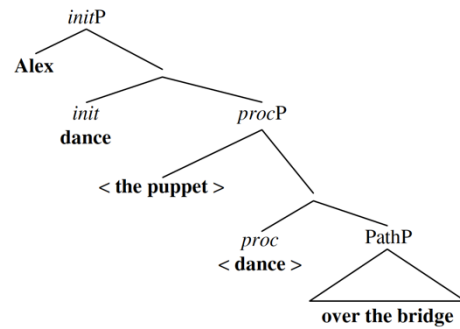 initP
Alex
init procP
dance
< the puppet >
proc PathP
< dance >
over the bridge